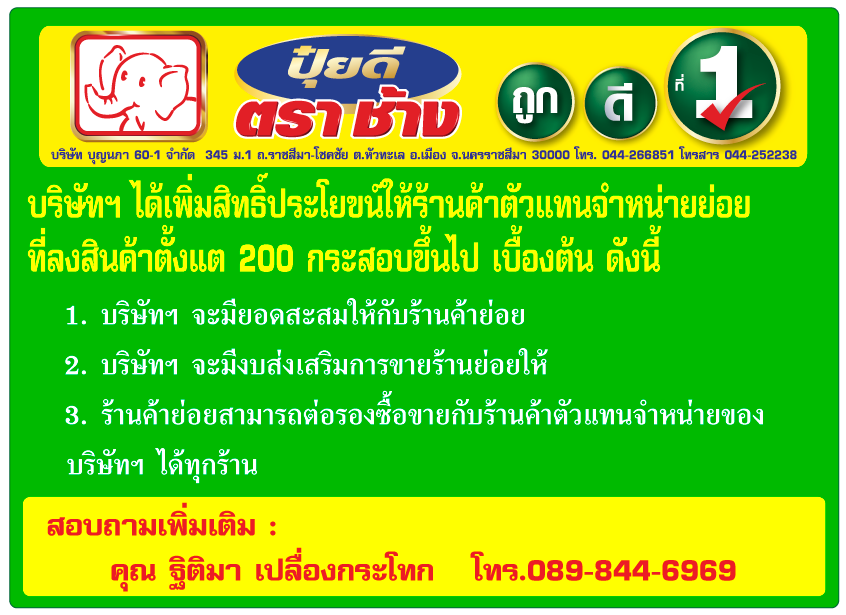 ปุ๋ยดี
ตรา ช้าง
ถูก ดี ที่ 1
บริษัท บุญนภา 60-1 จำกัด 345 ม.1 ถ.ราชสีมา-โชคชัย ต.หัวทะเล อ.เมือง จ.นครราชสีมา 30000 โทร. 044-266851 โทรสาร 044-252238
บริษัทฯ ได้เพิ่มสิทธิ์ประโยชน์ให้ร้านค้าตัวแทนจำหน่ายย่อย
ที่ลงสินค้าตั้งแต่ 200 กระสอบขึ้นไป เบื้องต้น ดังนี้
1. บริษัทฯ จะมียอดสะสมให้กับร้านค้าย่อย
2. บริษัทฯ จะมีงบส่งเสริมการขายร้านย่อยให้
3. ร้านค้าย่อยสามารถต่อรองซื้อขายกับร้านค้าตัวแทนจำหน่ายของ
บริษัทฯ ได้ทุกร้าน
สอบถามเพิ่มเติม :
คุณ ฐิติมา เปลื่องกระโทก โทร.089-844-6969